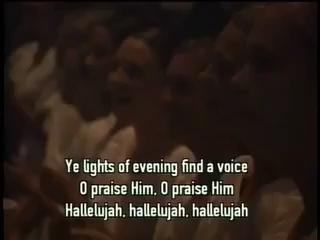 Ye lights of evening find a voice
O praise Him, O praise Him
Hallelujah, hallelujah, hallelujah